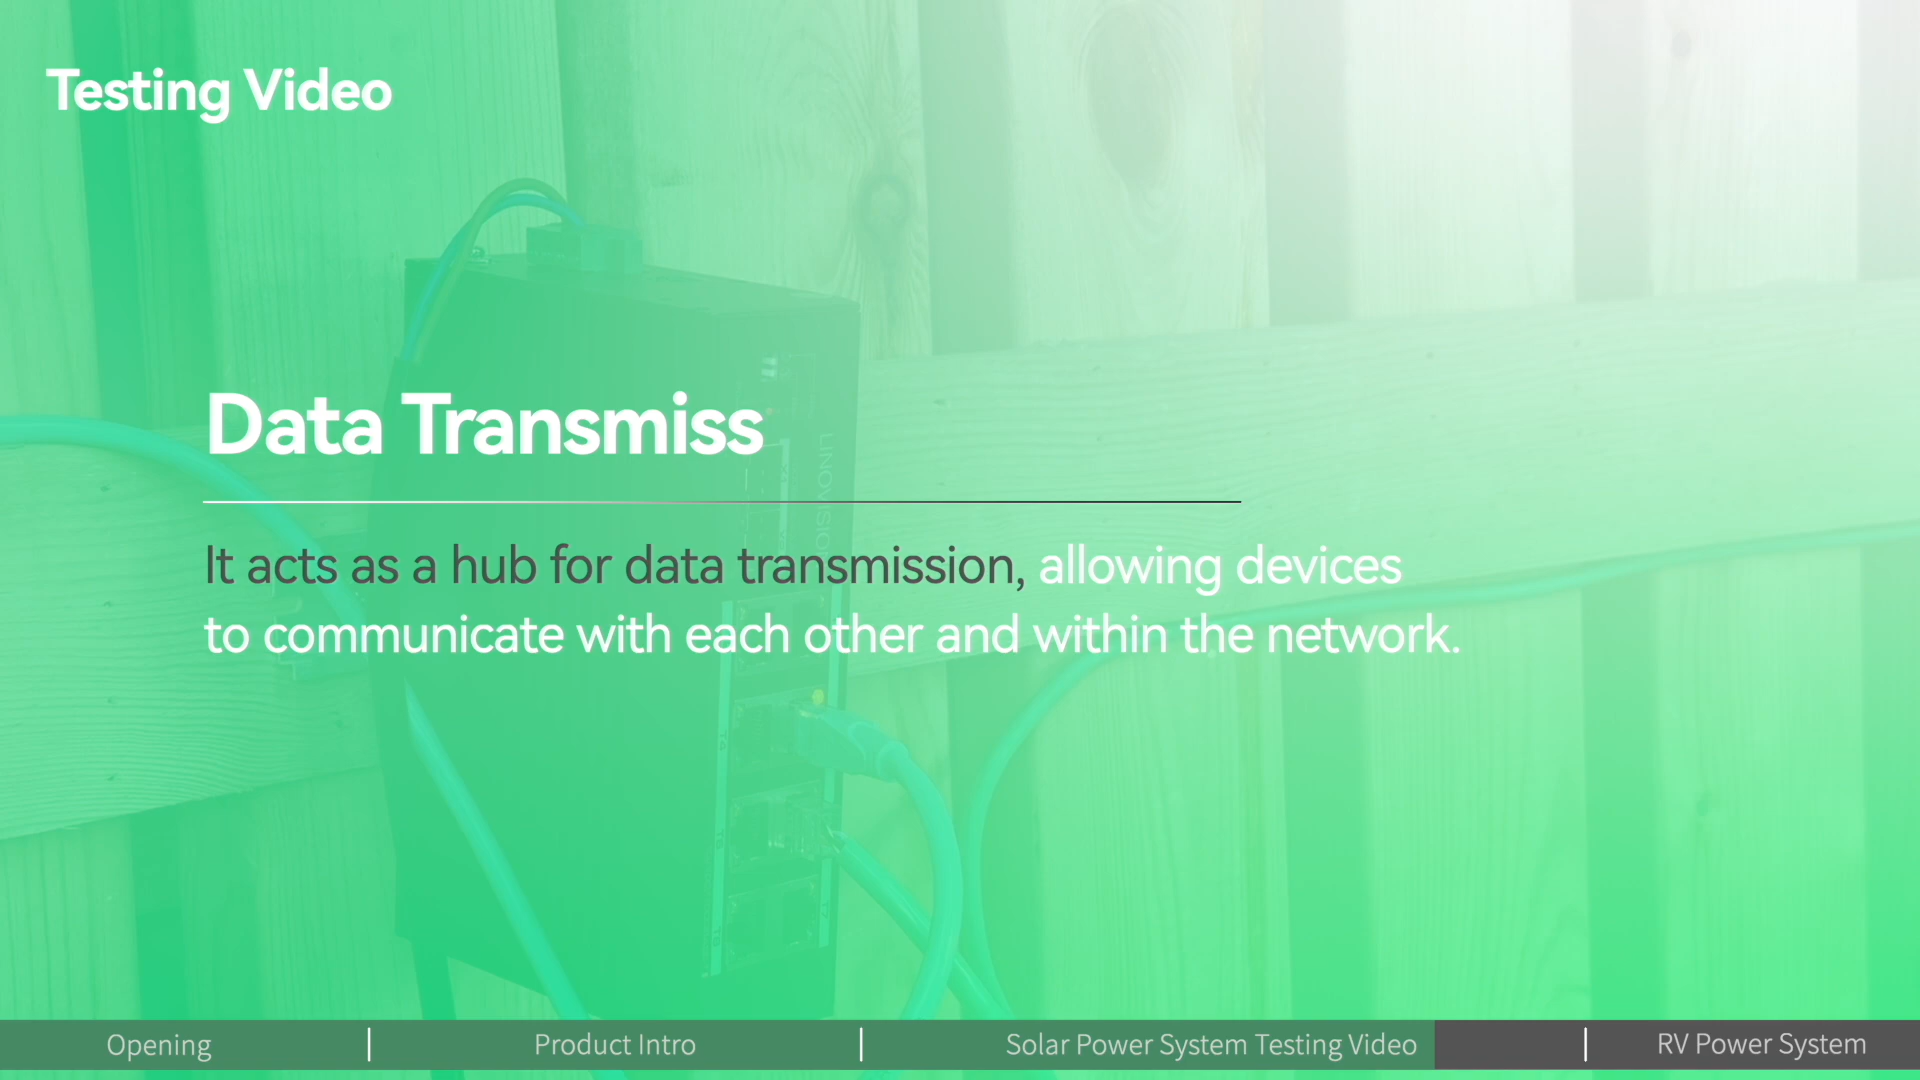 Testing Video
Data Transmiss
It acts as a hub for data transmission, allowing devices
to communicate with each other and within the network.
Opening
Product Intro
Solar Power System Testing Video
RV Power System